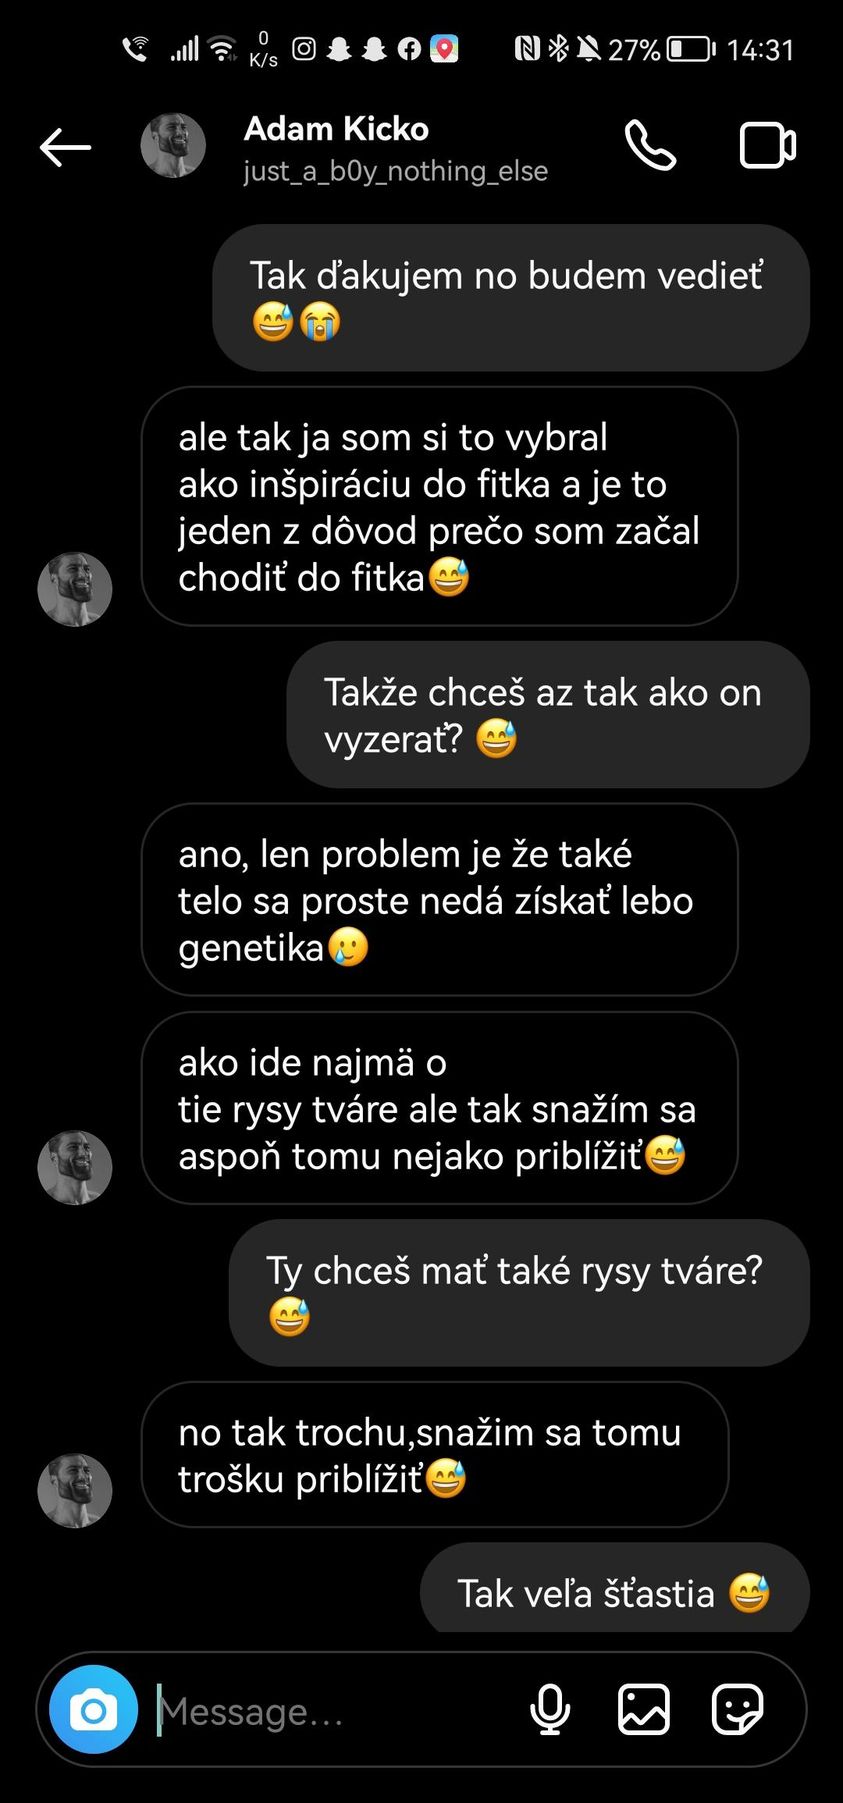 0
K/s
27%
14:31
Adam Kicko
just_a_b0y_nothing_else
Tak ďakujem no budem vedieť
😅😭
ale tak ja som si to vybral
ako inšpiráciu do fitka a je to
jeden z dôvod prečo som začal
chodiť do fitka😅
Takže chceš az tak ako on
vyzerať? 😅
ano, len problem je že také
telo sa proste nedá získať lebo
genetika🥲
ako ide najmä o
tie rysy tváre ale tak snažím sa
aspoň tomu nejako priblížiť😅
Ty chceš mať také rysy tváre?
😅
no tak trochu,snažim sa tomu
trošku priblížiť😅
Tak veľa šťastia 😅
Message...